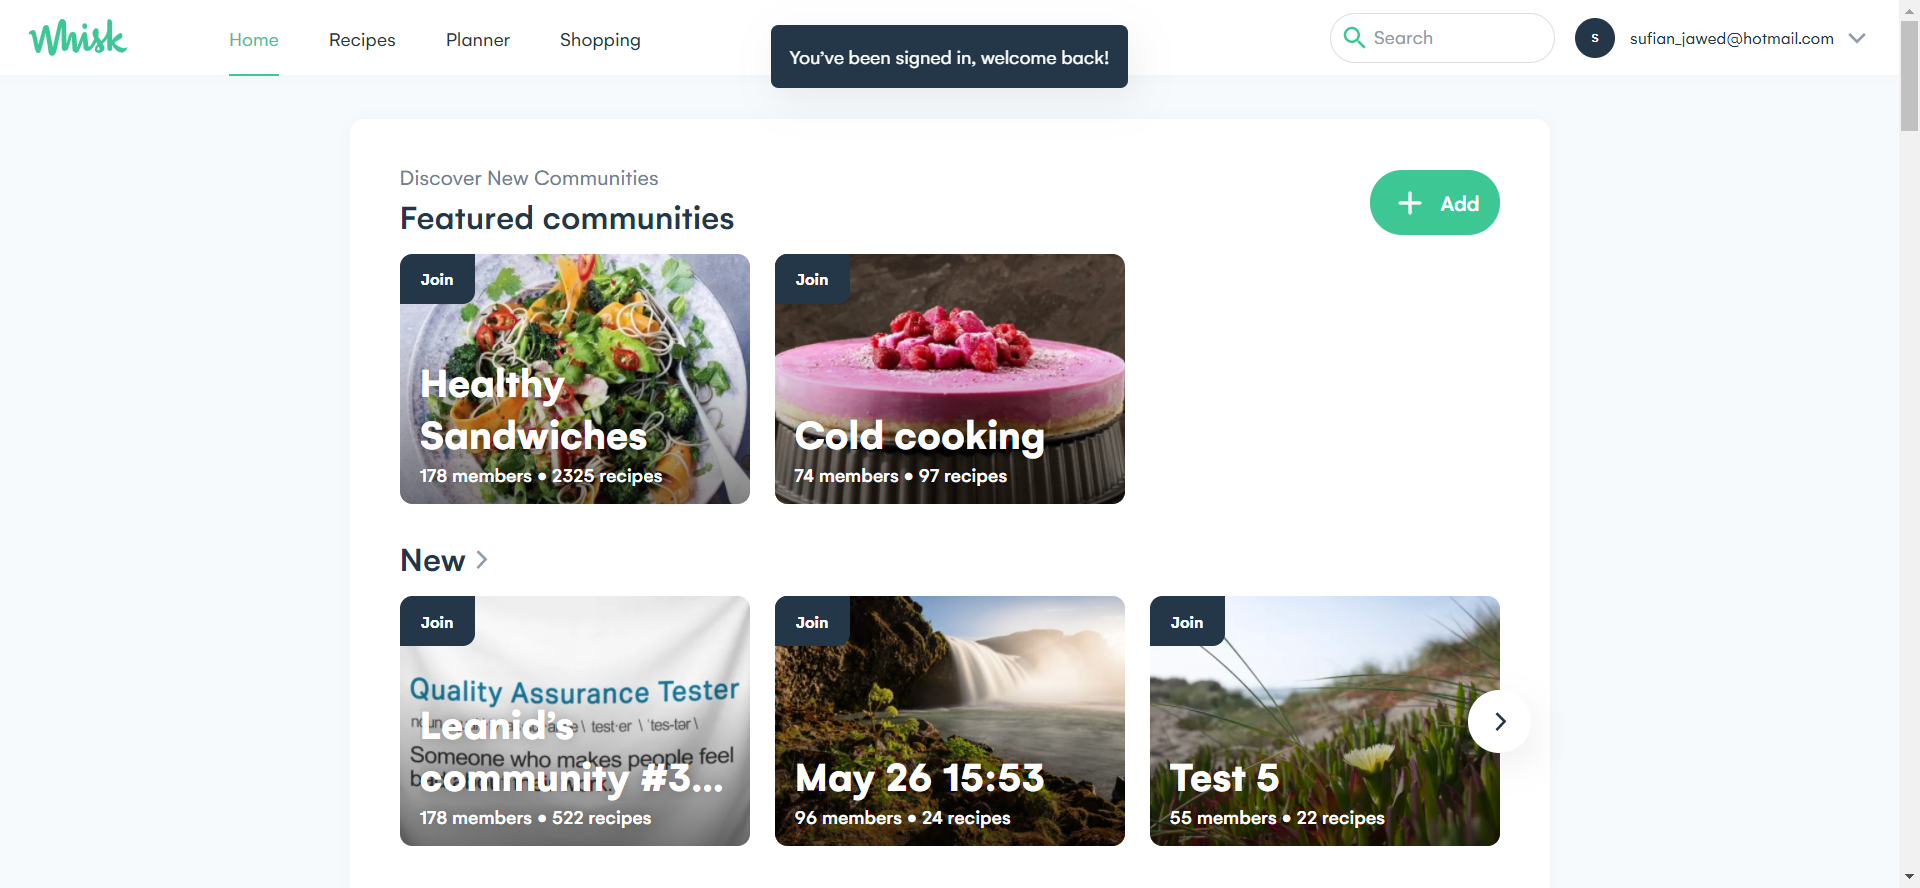 Whisk
Home
Recipes
Planner
Shopping
You've been signed in, welcome back!
Search
S
sufian_jawed@hotmail.com
Discover New Communities
Featured communities
Add
Join
Healthy
Sandwiches
178 members • 2325 recipes
Join
Cold cooking
74 members • 97 recipes
New
Join
Quality Assurance Tester
\ test·er \ 'tes-tər \
Someone who makes people feel
Leanid's
community #3...
178 members • 522 recipes
Join
May 26 15:53
96 members • 24 recipes
Join
Test 5
55 members • 22 recipes